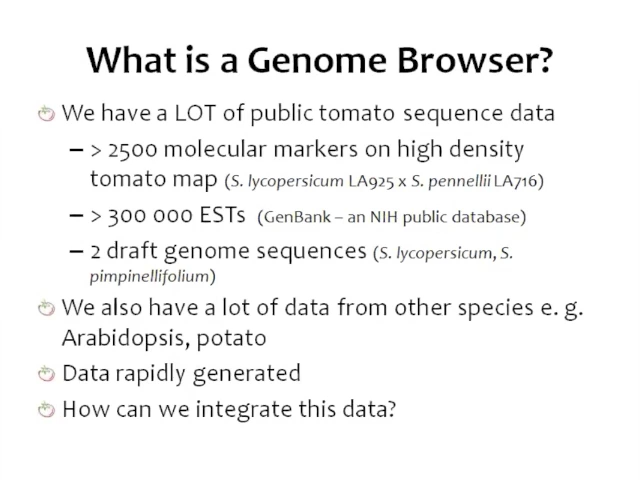 What is a Genome Browser?
We have a LOT of public tomato sequence data
– > 2500 molecular markers on high density
tomato map (S. lycopersicum LA925 x S. pennellii LA716)
– > 300 000 ESTs (GenBank – an NIH public database)
– 2 draft genome sequences (S. lycopersicum, S.
pimpinellifolium)
We also have a lot of data from other species e. g.
Arabidopsis, potato
Data rapidly generated
How can we integrate this data?